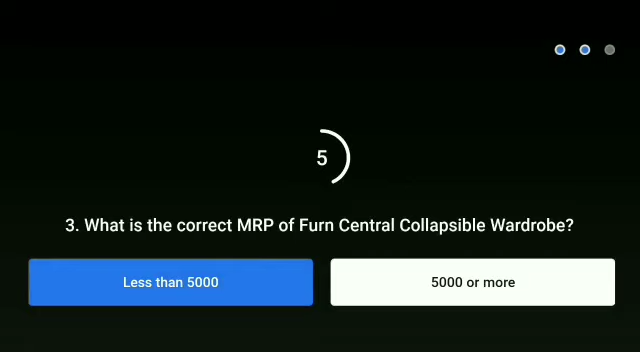 5
3. What is the correct MRP of Furn Central Collapsible Wardrobe?
Less than 5000
5000 or more